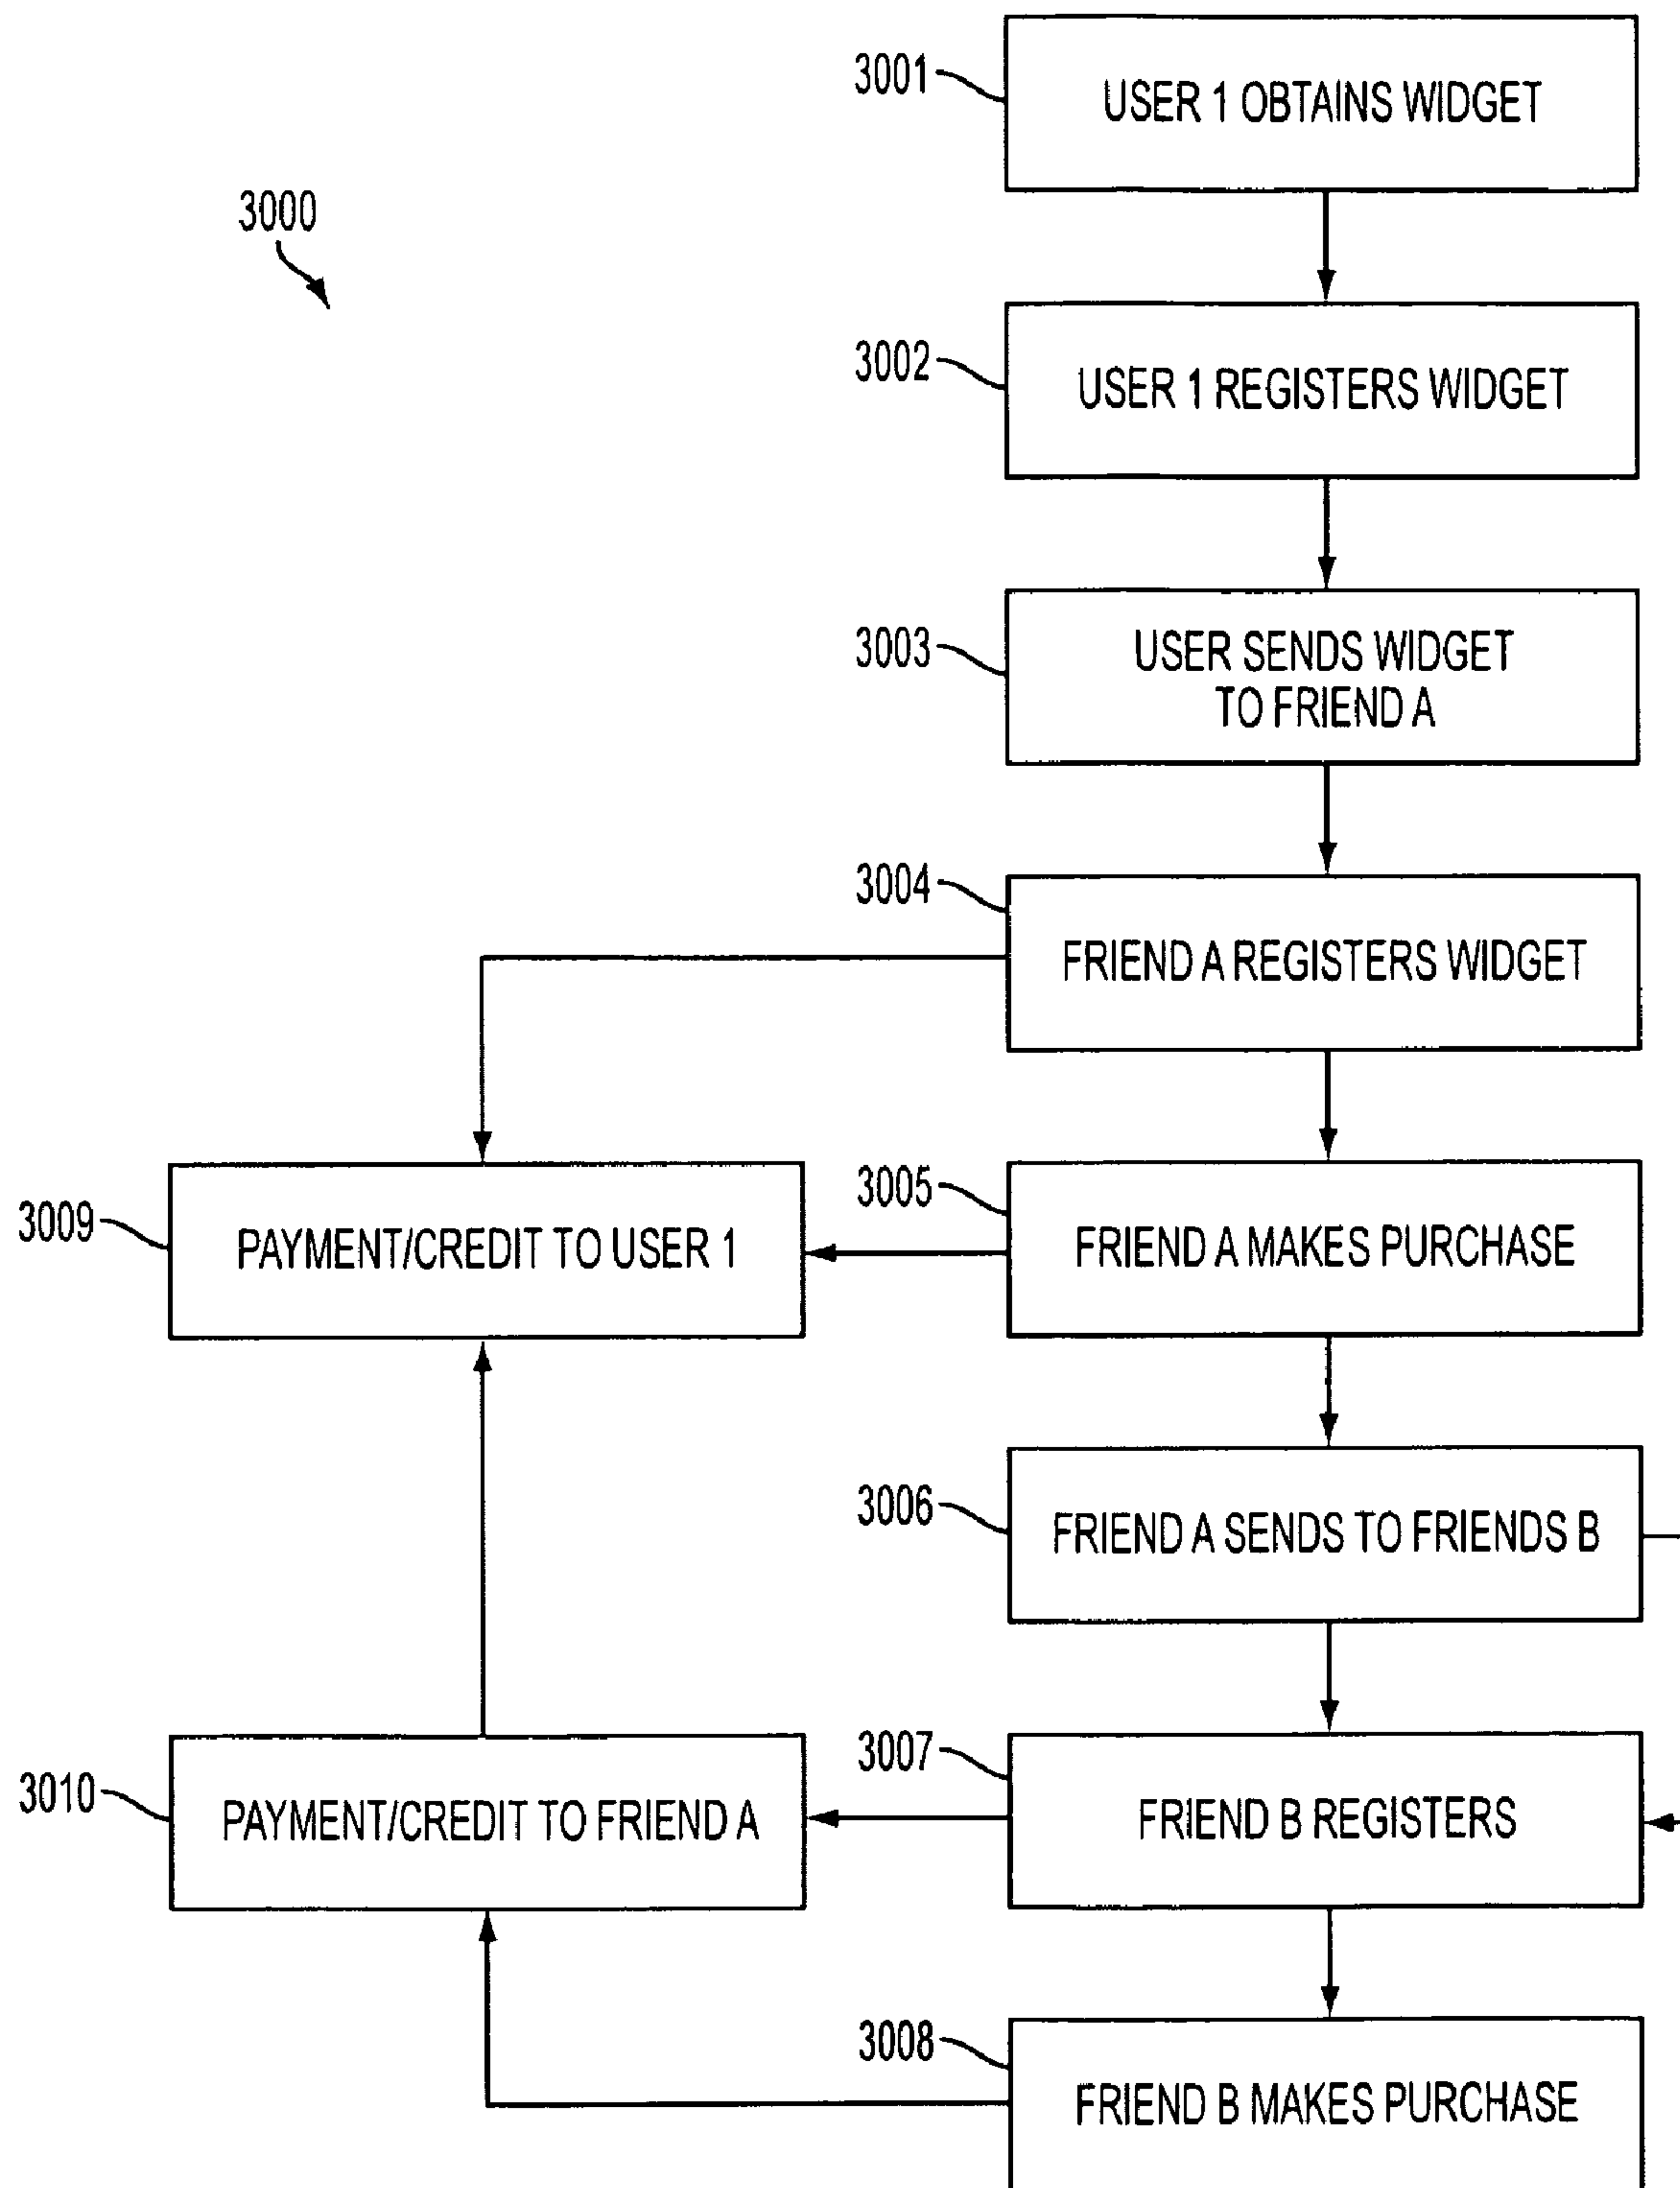 3001
USER 1 OBTAINS WIDGET
3000
3002
USER 1 REGISTERS WIDGET
3003
USER SENDS WIDGET
TO FRIEND A
3004
FRIEND A REGISTERS WIDGET
3009
PAYMENT/CREDIT TO USER 1
3005
FRIEND A MAKES PURCHASE
3006
FRIEND A SENDS TO FRIENDS B
3010
PAYMENT/CREDIT TO FRIEND A
3007
FRIEND B REGISTERS
3008
FRIEND B MAKES PURCHASE